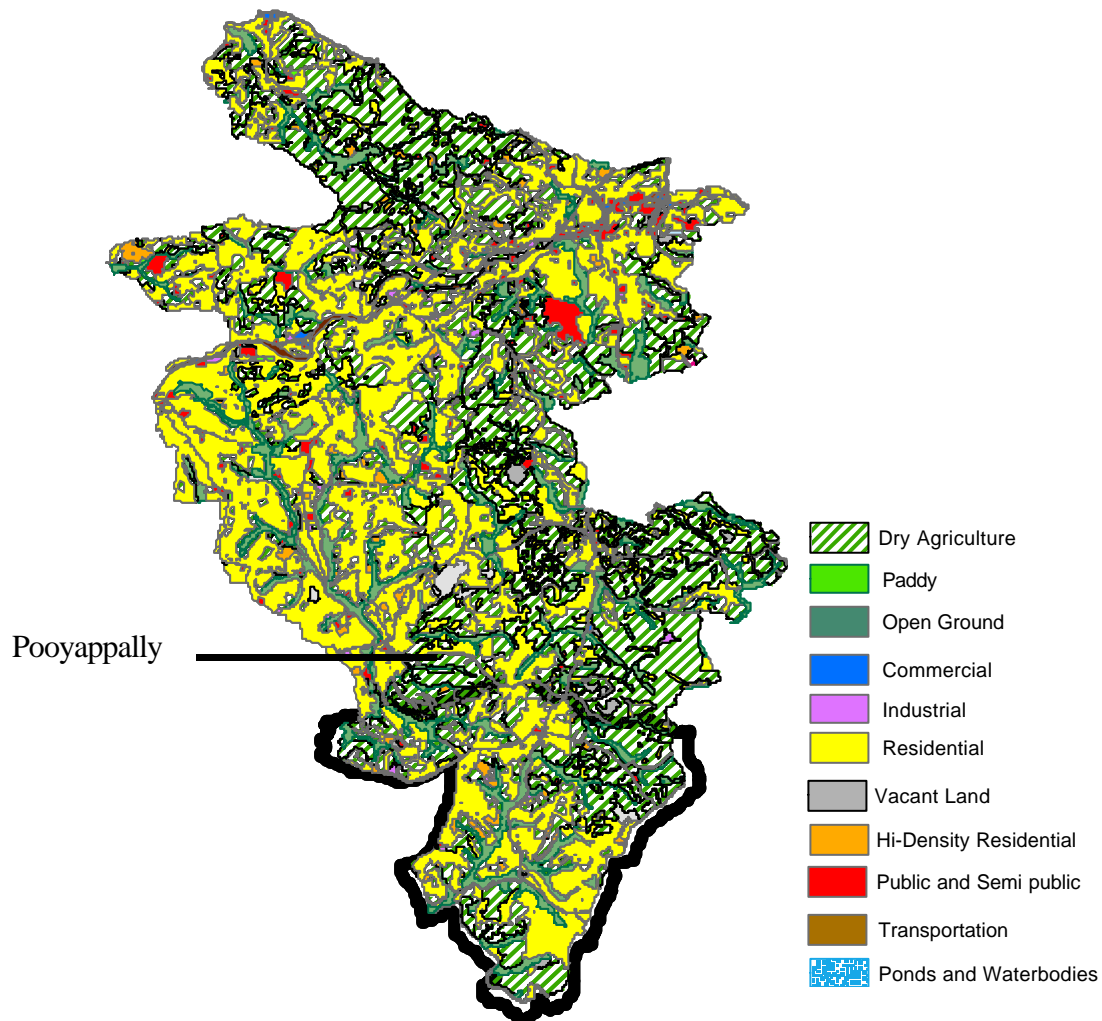 Dry Agriculture
Paddy
Open Ground
Pooyappally
Commercial
Industrial
Residential
Vacant Land
Hi-Density Residential
Public and Semi public
Transportation
Ponds and Waterbodies